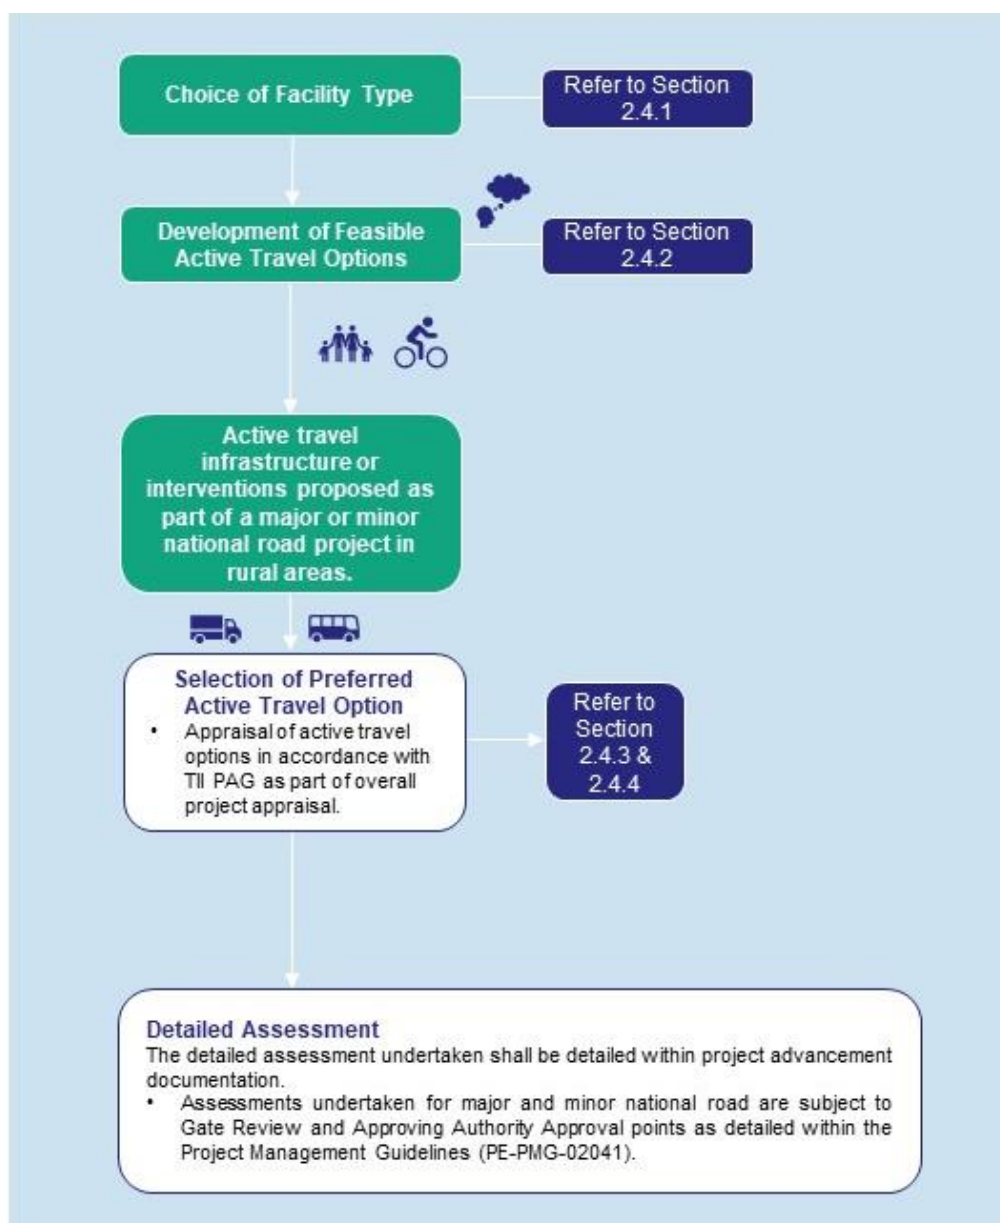 Choice of Facility Type
Refer to Section
2.4.1
Development of Feasible
Active Travel Options
Refer to Section
2.4.2
Active travel
infrastructure or
interventions proposed as
part of a major or minor
national road project in
rural areas.
Selection of Preferred
Active Travel Option
• Appraisal of active travel
options in accordance with
TII PAG as part of overall
project appraisal.
Refer to
Section
2.4.3 &
2.4.4
Detailed Assessment
The detailed assessment undertaken shall be detailed within project advancement
documentation.
• Assessments undertaken for major and minor national road are subject to
Gate Review and Approving Authority Approval points as detailed within the
Project Management Guidelines (PE-PMG-02041).